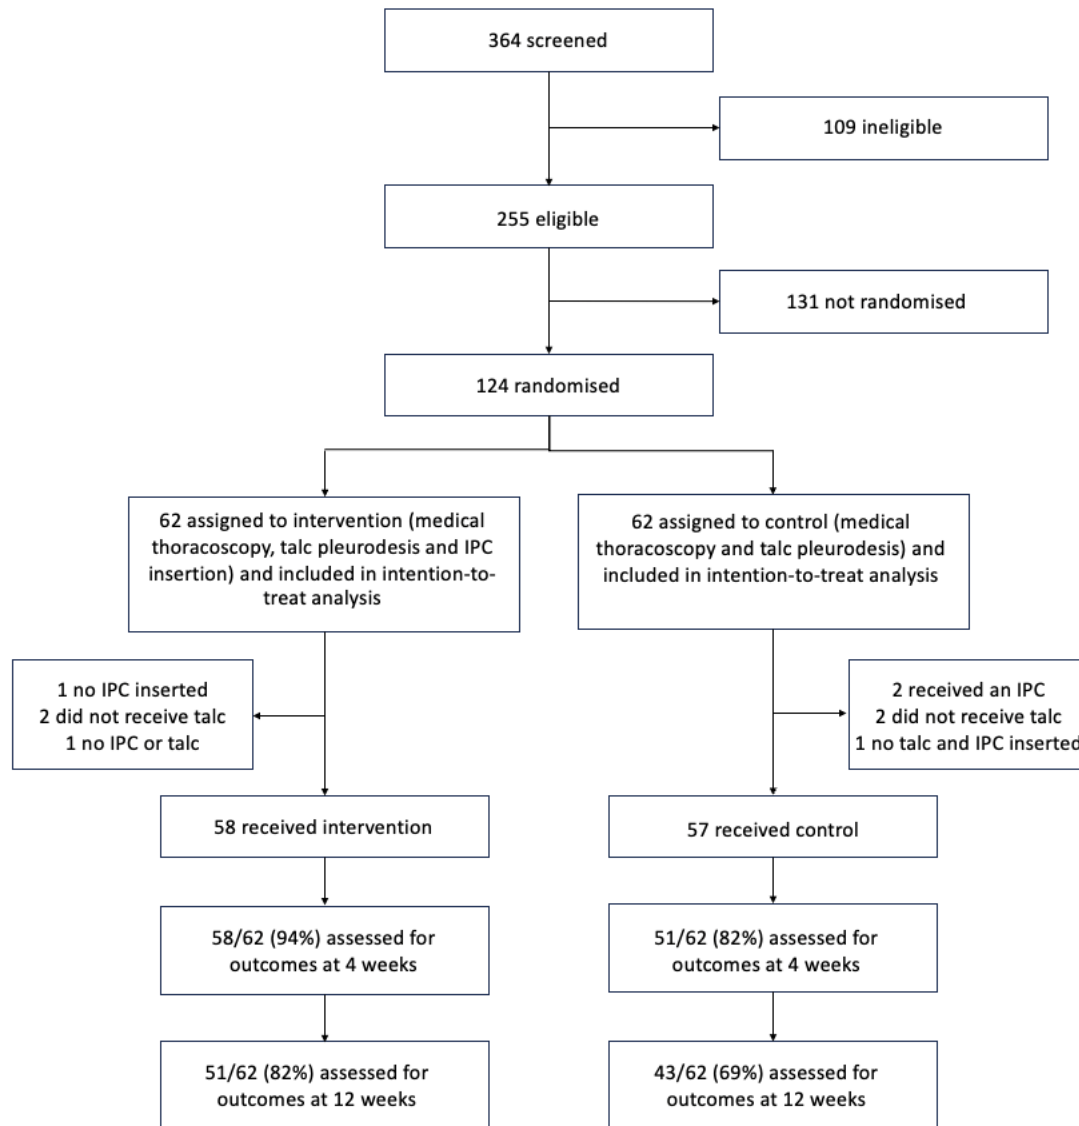 364 screened
109 ineligible
255 eligible
131 not randomised
124 randomised
62 assigned to intervention (medical
thoracoscopy, talc pleurodesis and IPC
insertion) and included in intention-to-
treat analysis
62 assigned to control (medical
thoracoscopy and talc pleurodesis) and
included in intention-to-treat analysis
1 no IPC inserted
2 did not receive talc
1 no IPC or talc
2 received an IPC
2 did not receive talc
1 no talc and IPC inserted
58 received intervention
57 received control
58/62 (94%) assessed for
outcomes at 4 weeks
51/62 (82%) assessed for
outcomes at 4 weeks
51/62 (82%) assessed for
outcomes at 12 weeks
43/62 (69%) assessed for
outcomes at 12 weeks